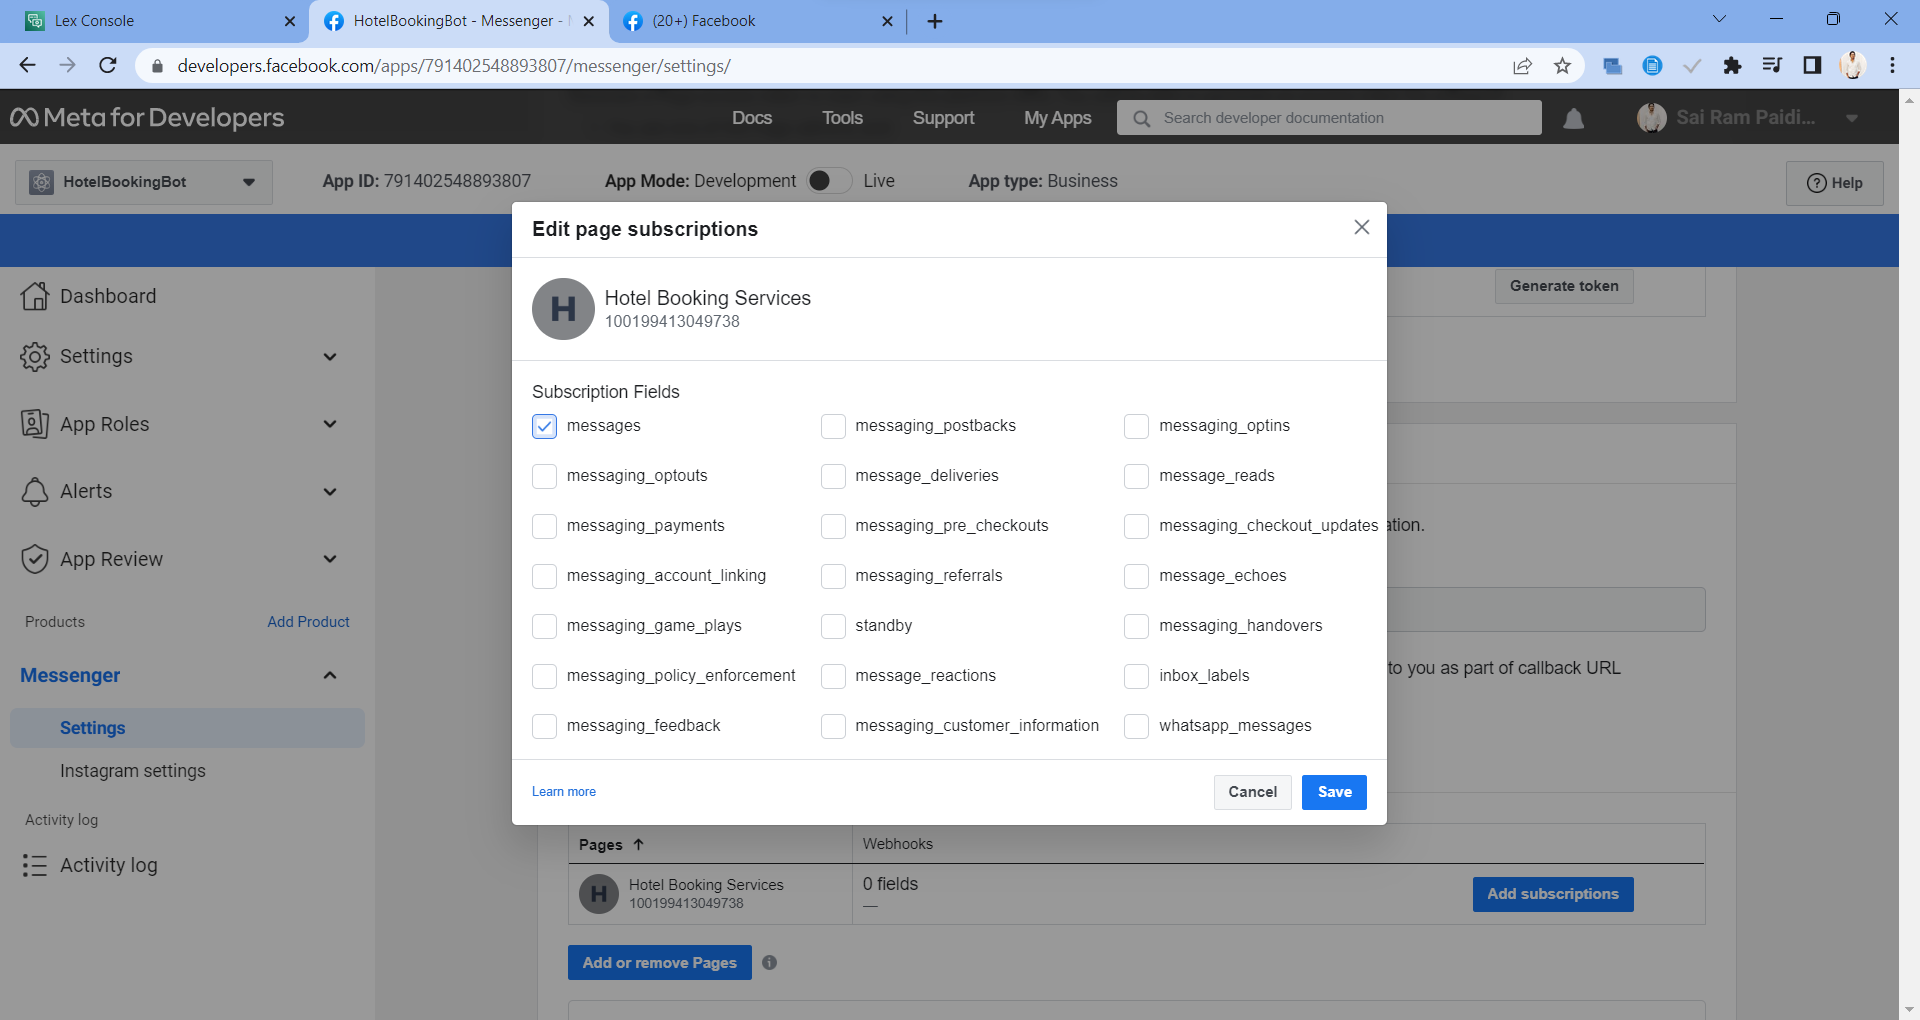 Lex Console
HotelBookingBot - Messenger -
(20+) Facebook
developers.facebook.com/apps/791402548893807/messenger/settings/
Meta for Developers
Docs
Tools
Support
My Apps
Search developer documentation
Sai Ram Paidi...
HotelBookingBot
App ID: 791402548893807
App Mode: Development
Live
App type: Business
Help
Edit page subscriptions
Dashboard
Settings
App Roles
Alerts
App Review
Products
Add Product
Messenger
Settings
Instagram settings
Activity log
Activity log
Generate token
H
Hotel Booking Services
100199413049738
Subscription Fields
messages
messaging_postbacks
messaging_optins
messaging_optouts
message_deliveries
message_reads
messaging_payments
messaging_pre_checkouts
messaging_checkout_updates
ation.
messaging_account_linking
messaging_referrals
message_echoes
messaging_game_plays
standby
messaging_handovers
messaging_policy_enforcement
message_reactions
inbox_labels
to you as part of callback URL
messaging_feedback
messaging_customer_information
whatsapp_messages
Learn more
Cancel
Save
Pages
Webhooks
H
Hotel Booking Services
100199413049738
0 fields
—
Add subscriptions
Add or remove Pages